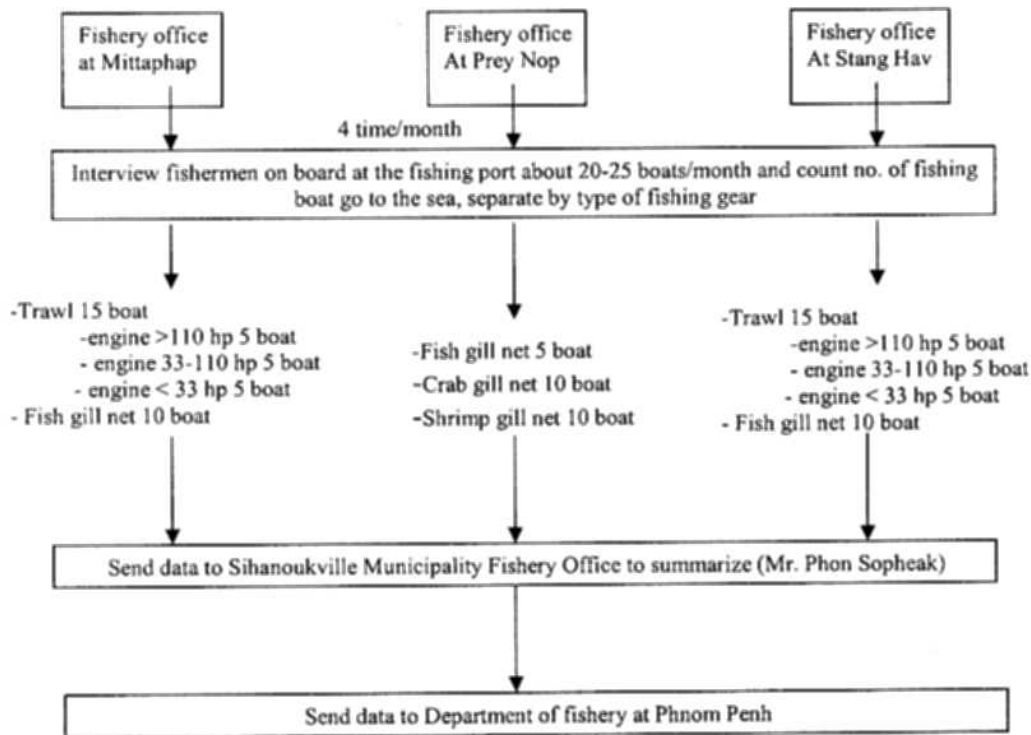 Fishery office
at Mittaphap
Fishery office
At Prey Nop
Fishery office
At Stang Hav
4 time/month
Interview fishermen on board at the fishing port about 20-25 boats/month and count no. of fishing
boat go to the sea, separate by type of fishing gear
-Trawl 15 boat
-engine >110 hp 5 boat
- engine 33-110 hp 5 boat
- engine < 33 hp 5 boat
- Fish gill net 10 boat
-Fish gill net 5 boat
-Crab gill net 10 boat
-Shrimp gill net 10 boat
-Trawl 15 boat
-engine >110 hp 5 boat
- engine 33-110 hp 5 boat
- engine < 33 hp 5 boat
- Fish gill net 10 boat
Send data to Sihanoukville Municipality Fishery Office to summarize (Mr. Phon Sopheak)
Send data to Department of fishery at Phnom Penh